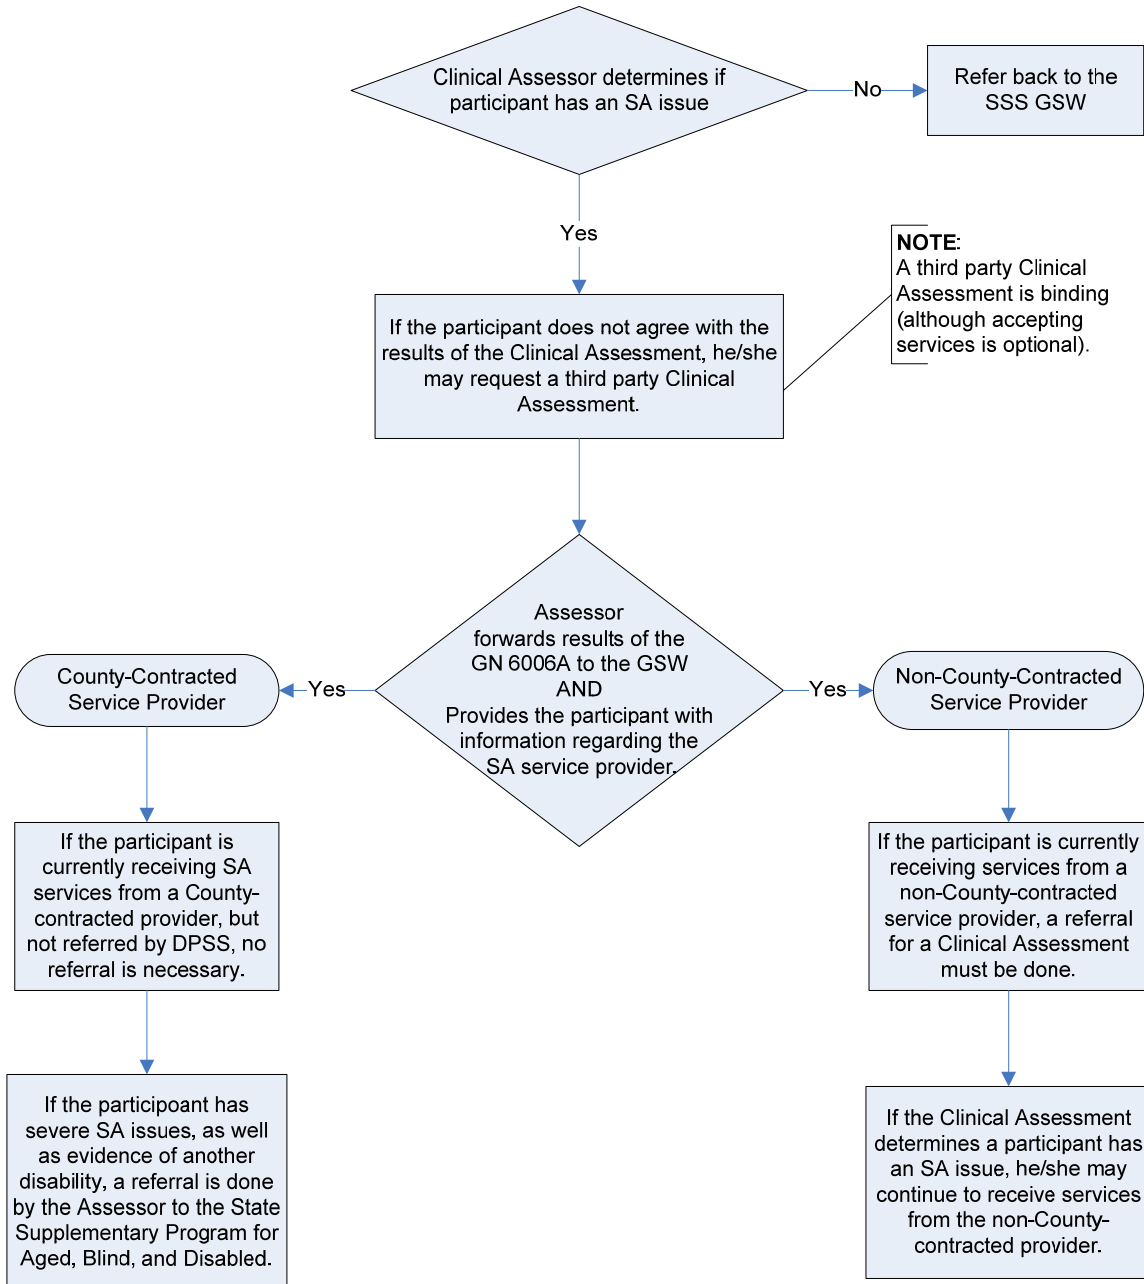 Clinical Assessor determines if
participant has an SA issue
No
Refer back to the
SSS GSW
Yes
NOTE:
A third party Clinical
Assessment is binding
(although accepting
services is optional).
If the participant does not agree with the
results of the Clinical Assessment, he/she
may request a third party Clinical
Assessment.
Assessor
forwards results of the
GN 6006A to the GSW
AND
Provides the participant with
information regarding the
SA service provider.
Yes
County-Contracted
Service Provider
Yes
Non-County-Contracted
Service Provider
If the participant is
currently receiving SA
services from a County-
contracted provider, but
not referred by DPSS, no
referral is necessary.
If the participant is currently
receiving services from a
non-County-contracted
service provider, a referral
for a Clinical Assessment
must be done.
If the participoant has
severe SA issues, as well
as evidence of another
disability, a referral is done
by the Assessor to the State
Supplementary Program for
Aged, Blind, and Disabled.
If the Clinical Assessment
determines a participant has
an SA issue, he/she may
continue to receive services
from the non-County-
contracted provider.